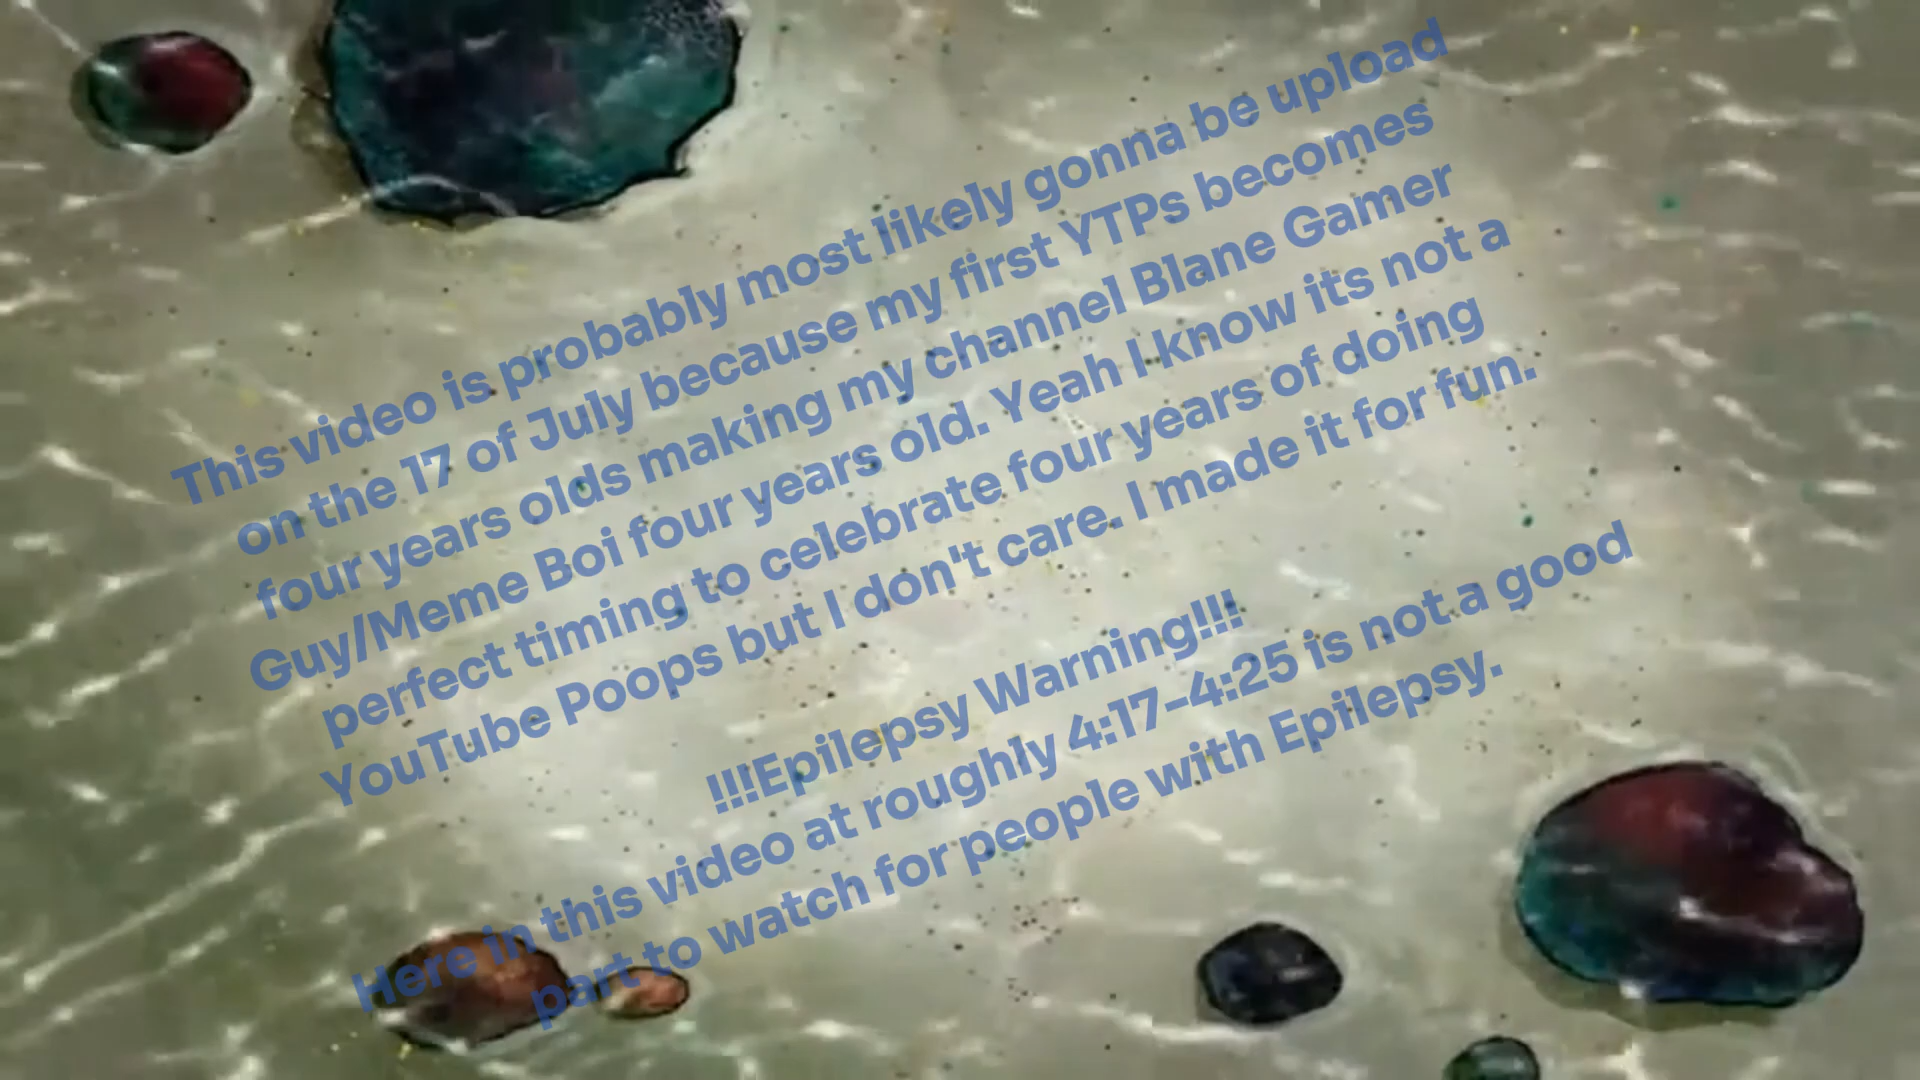 This video is probably most likely gonna be upload
on the 17 of July because my first YTPs becomes
four years olds making my channel Blane Gamer
Guy/Meme Boi four years old. Yeah I know its not a
perfect timing to celebrate four years of doing
YouTube Poops but I don't care. I made it for fun.
!!!Epilepsy Warning!!!
Here in this video at roughly 4:17-4:25 is not a good
part to watch for people with Epilepsy.